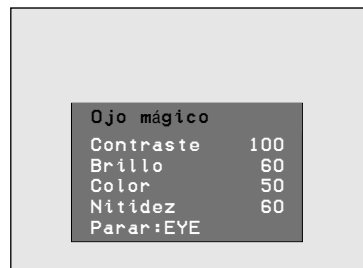 Ojo mágico
Contraste 100
Brillo 60
Color 50
Nitidez 60
Parar:EYE